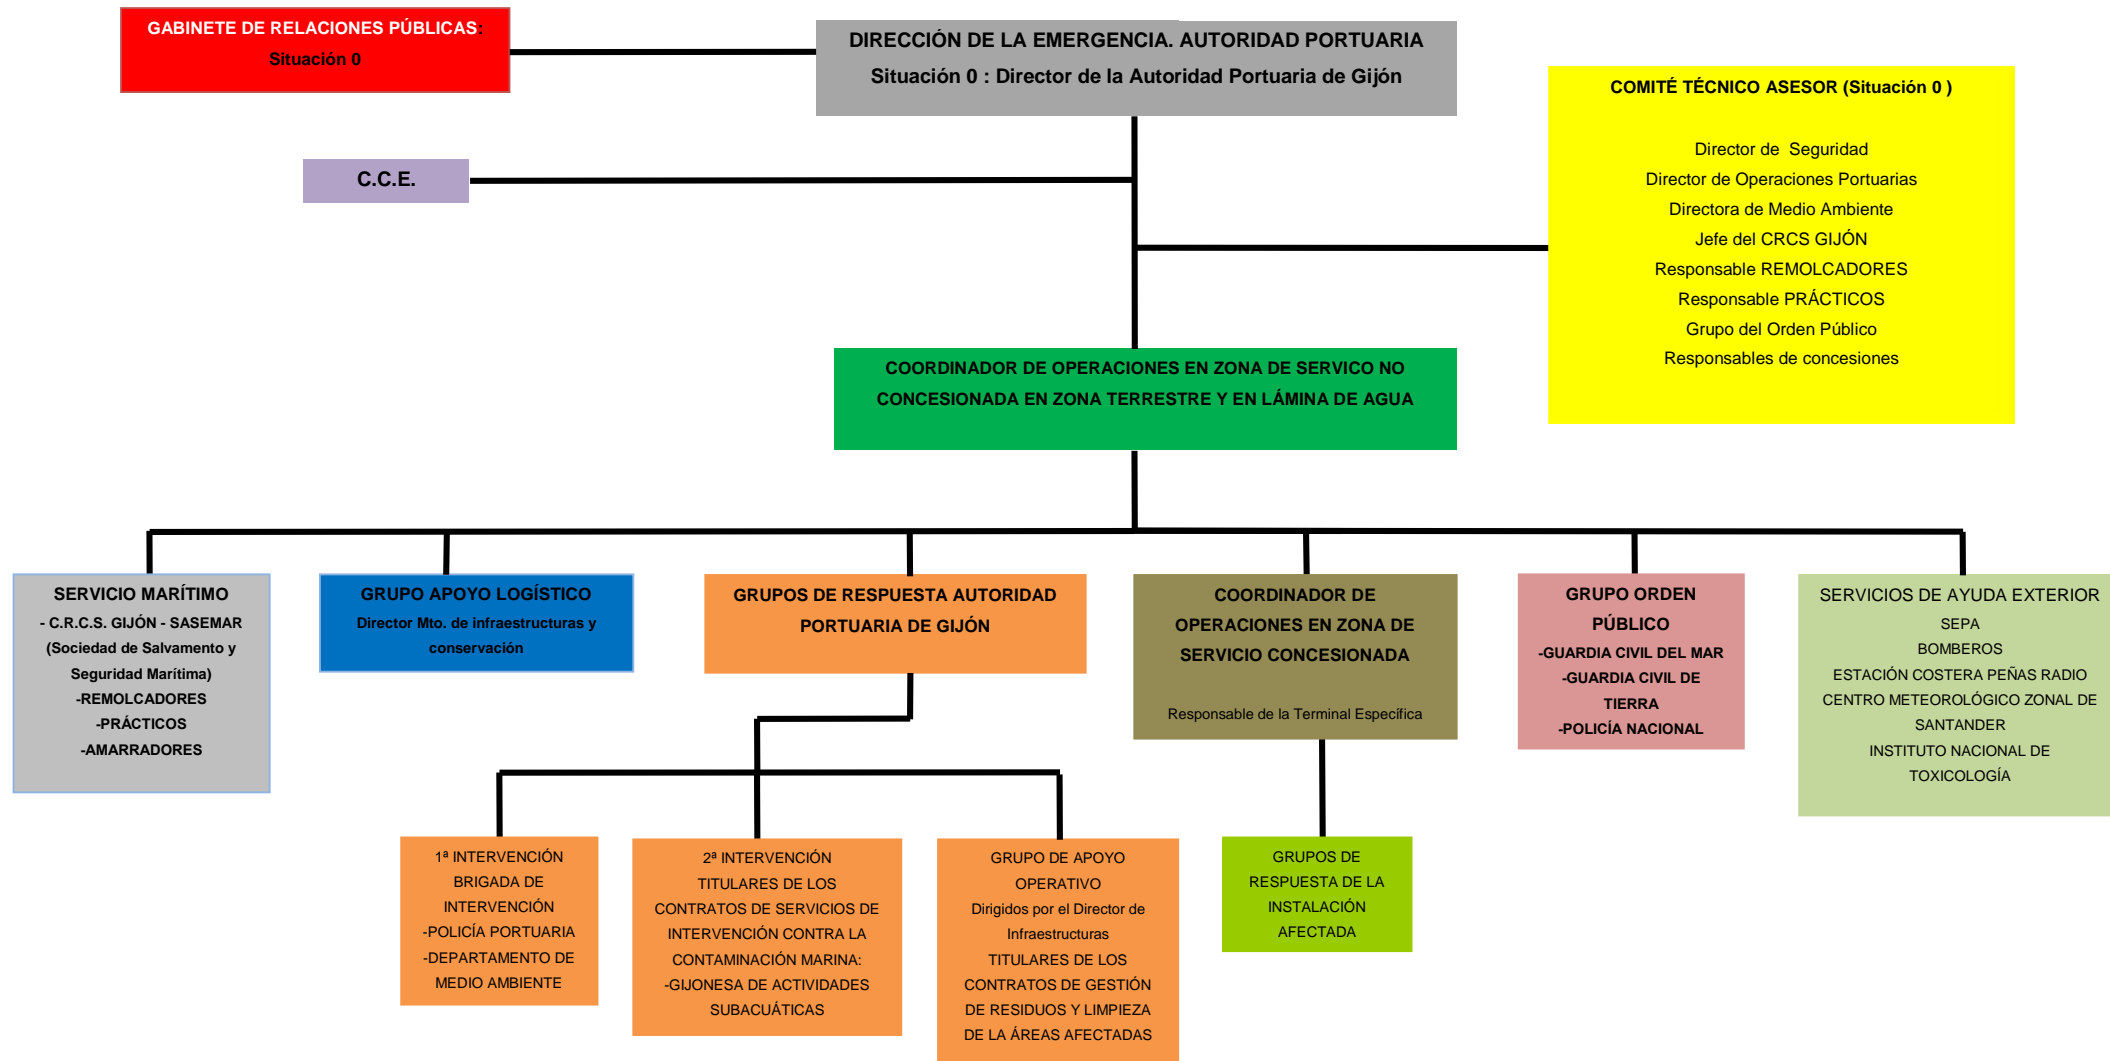 GABINETE DE RELACIONES PÚBLICAS:
Situación 0
DIRECCIÓN DE LA EMERGENCIA. AUTORIDAD PORTUARIA
Situación 0 : Director de la Autoridad Portuaria de Gijón
COMITÉ TÉCNICO ASESOR (Situación 0 )
Director de  Seguridad
Director de Operaciones Portuarias
Directora de Medio Ambiente
Jefe del CRCS GIJÓN
Responsable REMOLCADORES
Responsable PRÁCTICOS
Grupo del Orden Público
Responsables de concesiones
C.C.E.
COORDINADOR DE OPERACIONES EN ZONA DE SERVICO NO
CONCESIONADA EN ZONA TERRESTRE Y EN LÁMINA DE AGUA
SERVICIO MARÍTIMO
- C.R.C.S. GIJÓN - SASEMAR
(Sociedad de Salvamento y
Seguridad Marítima)
-REMOLCADORES
-PRÁCTICOS
-AMARRADORES
GRUPO APOYO LOGÍSTICO
Director Mto. de infraestructuras y
conservación
GRUPOS DE RESPUESTA AUTORIDAD
PORTUARIA DE GIJÓN
COORDINADOR DE
OPERACIONES EN ZONA DE
SERVICIO CONCESIONADA
Responsable de la Terminal Específica
GRUPO ORDEN
PÚBLICO
-GUARDIA CIVIL DEL MAR
-GUARDIA CIVIL DE
TIERRA
-POLICÍA NACIONAL
SERVICIOS DE AYUDA EXTERIOR
SEPA
BOMBEROS
ESTACIÓN COSTERA PEÑAS RADIO
CENTRO METEOROLÓGICO ZONAL DE
SANTANDER
INSTITUTO NACIONAL DE
TOXICOLOGÍA
1ª INTERVENCIÓN
BRIGADA DE
INTERVENCIÓN
-POLICÍA PORTUARIA
-DEPARTAMENTO DE
MEDIO AMBIENTE
2ª INTERVENCIÓN
TITULARES DE LOS
CONTRATOS DE SERVICIOS DE
INTERVENCIÓN CONTRA LA
CONTAMINACIÓN MARINA:
-GIJONESA DE ACTIVIDADES
SUBACUÁTICAS
GRUPO DE APOYO
OPERATIVO
Dirigidos por el Director de
Infraestructuras
TITULARES DE LOS
CONTRATOS DE GESTIÓN
DE RESIDUOS Y LIMPIEZA
DE LA ÁREAS AFECTADAS
GRUPOS DE
RESPUESTA DE LA
INSTALACIÓN
AFECTADA